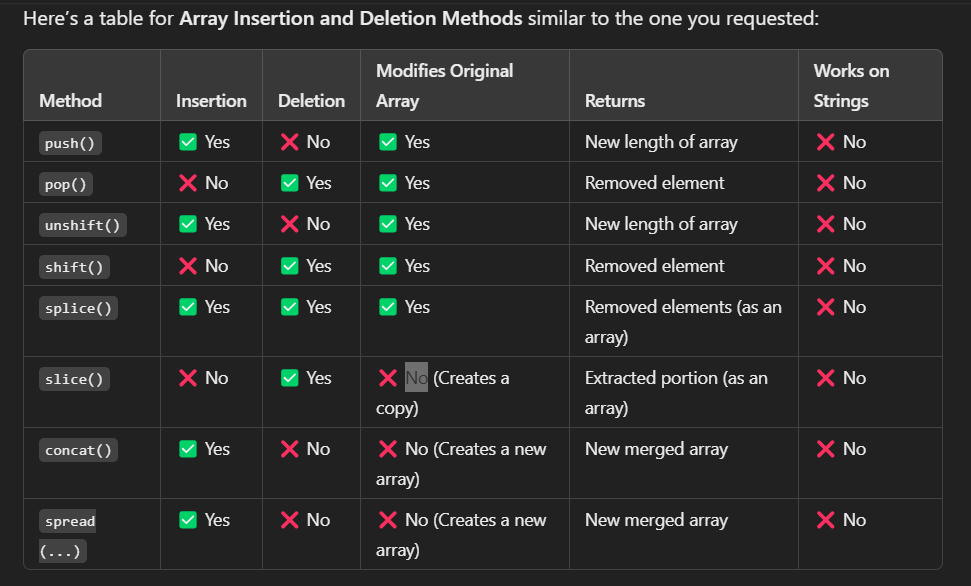 Here's a table for Array Insertion and Deletion Methods similar to the one you requested:
Method Insertion Deletion Modifies Original Array Returns Works on Strings
push() ✅ Yes ❌ No ✅ Yes New length of array ❌ No
pop() ❌ No ✅ Yes ✅ Yes Removed element ❌ No
unshift() ✅ Yes ❌ No ✅ Yes New length of array ❌ No
shift() ❌ No ✅ Yes ✅ Yes Removed element ❌ No
splice() ✅ Yes ✅ Yes ✅ Yes Removed elements (as an array) ❌ No
slice() ❌ No ✅ Yes ❌ No (Creates a copy) Extracted portion (as an array) ❌ No
concat() ✅ Yes ❌ No ❌ No (Creates a new array) New merged array ❌ No
spread (...) ✅ Yes ❌ No ❌ No (Creates a new array) New merged array ❌ No